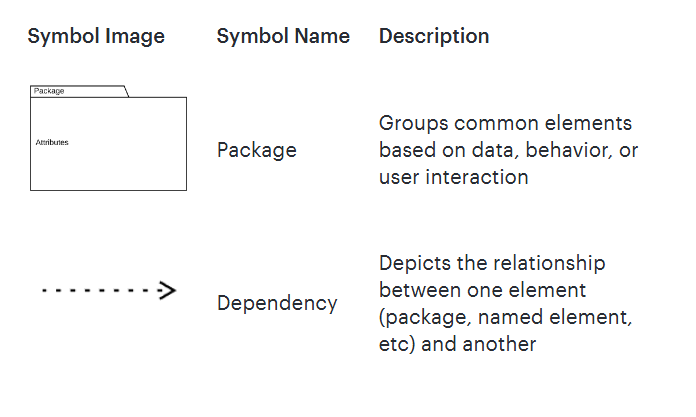 Symbol Image Symbol Name Description
Package
Attributes
Package
Groups common elements
based on data, behavior, or
user interaction
Dependency
Depicts the relationship
between one element
(package, named element,
etc) and another